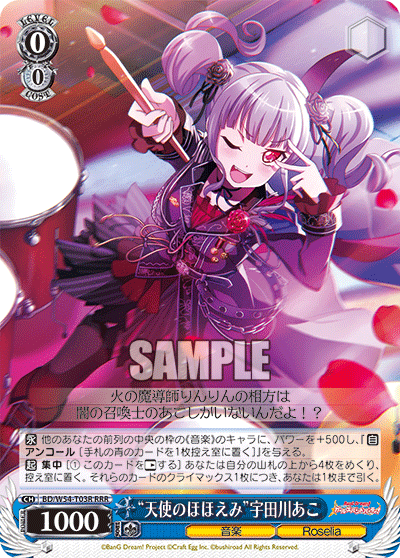 LEVEL
0
0
COST
SAMPLE
火の魔導師りんりんの相方は
闇の召喚士のあこしかいないんだよ！？
永 他のあなたの前列の中央の枠の《音楽》のキャラに、パワーを＋500し、『自
アンコール ［手札の青のカードを1枚控え室に置く］』を与える。
起 集中 ［① このカードを する］ あなたは自分の山札の上から4枚をめくり、
控え室に置く。それらのカードのクライマックス1枚につき、あなたは1枚引く。
CH BD/W54-T03R RRR
1000
“天使のほほえみ”宇田川あこ
音楽
Roselia
©BanG Dream! Project ©Craft Egg Inc. ©bushiroad All Rights Reserved.